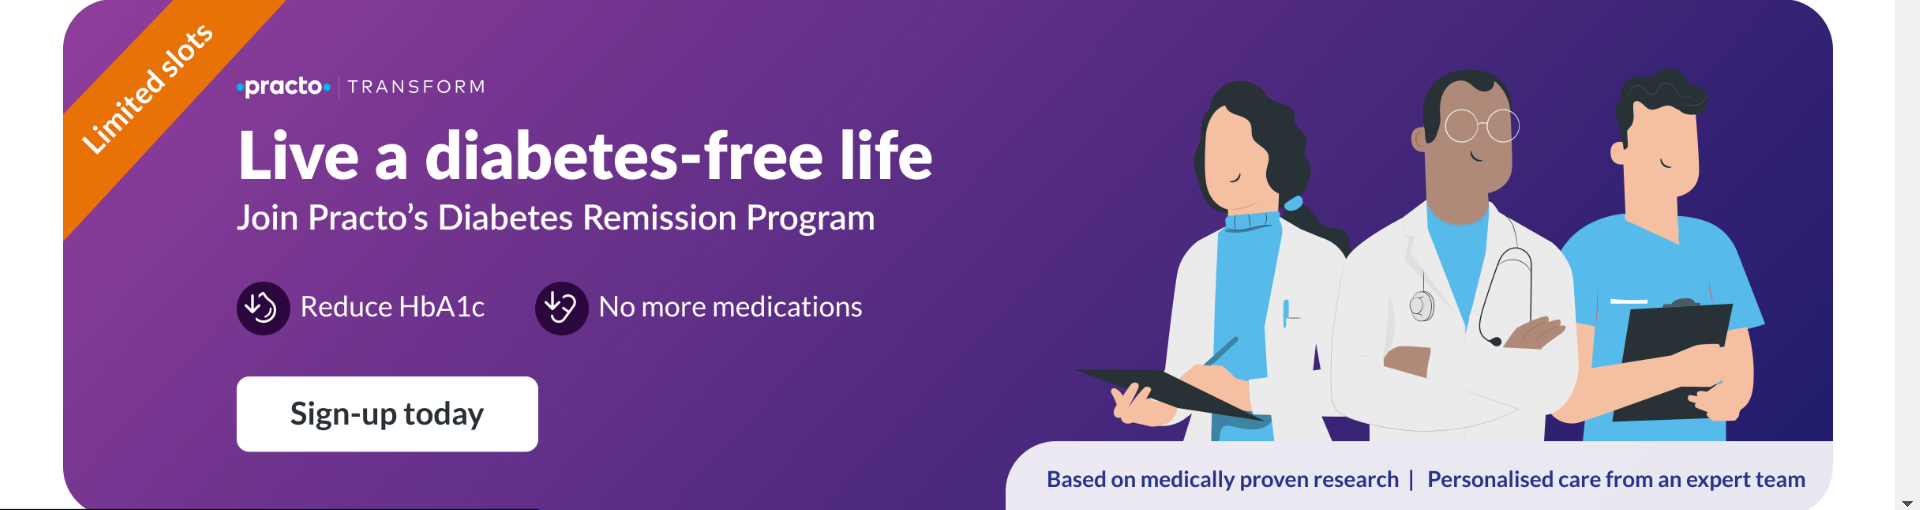 Limited slots
practo | TRANSFORM
Live a diabetes-free life
Join Practo’s Diabetes Remission Program
Reduce HbA1c No more medications
Sign-up today
Based on medically proven research | Personalised care from an expert team